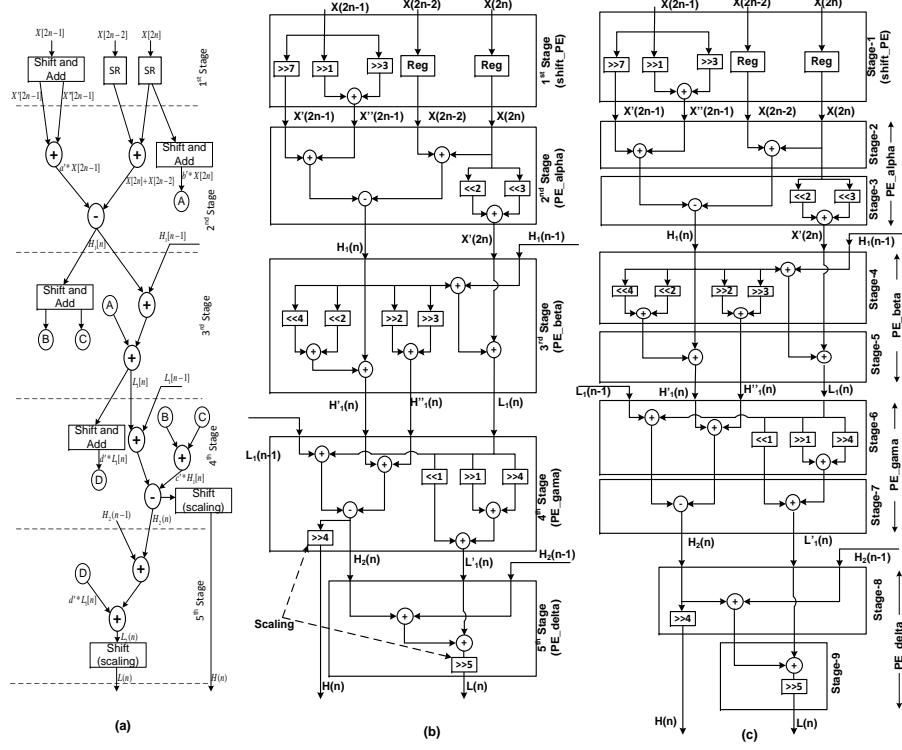 X[2n-1]
X[2n-2]
X[2n]
Shift and Add
SR
SR
1st Stage
X'[2n-1]
X''[2n-1]
+
+
Shift and Add
a'* X[2n-1]
X[2n]+X[2n-2]
b'* X[2n]
A
2nd Stage
-
H1[n]
H1[n-1]
Shift and Add
A
+
B
C
3rd Stage
+
L1[n]
L1[n-1]
B
C
Shift and Add
+
+
d'* L1[n]
c'* H1[n]
D
4th Stage
-
Shift (scaling)
H2(n-1)
H2(n)
+
D
d'* L1[n]
+
5th Stage
Shift (scaling)
L(n)
H(n)
(a)
X(2n-1)
X(2n-2)
X(2n)
>>7
>>1
>>3
Reg
Reg
+
1st Stage (shift_PE)
X'(2n-1)
X''(2n-1)
X(2n-2)
X(2n)
+
+
<<2
<<3
-
+
2nd Stage (PE_alpha)
H1(n)
X'(2n)
H1(n-1)
+
<<4
<<2
>>2
>>3
+
+
+
+
3rd Stage (PE_beta)
H'1(n)
H''1(n)
L1(n)
L1(n-1)
+
+
<<1
>>1
>>4
-
+
+
>>4
4th Stage (PE_gama)
H2(n)
L'1(n)
H2(n-1)
+
+
Scaling
>>5
5th Stage (PE_delta)
H(n)
L(n)
(b)
X(2n-1)
X(2n-2)
X(2n)
>>7
>>1
>>3
Reg
Reg
+
Stage-1 (shift_PE)
X'(2n-1)
X''(2n-1)
X(2n-2)
X(2n)
+
+
Stage-2
<<2
<<3
-
+
Stage-3
PE_alpha
H1(n)
X'(2n)
H1(n-1)
+
<<4
<<2
>>2
>>3
+
+
Stage-4
+
+
Stage-5
PE_beta
L1(n-1)
H'1(n)
H''1(n)
L1(n)
+
+
<<1
>>1
>>4
+
Stage-6
-
+
Stage-7
PE_gama
H2(n)
L'1(n)
H2(n-1)
+
>>4
Stage-8
+
>>5
Stage-9
PE_delta
H(n)
L(n)
(c)